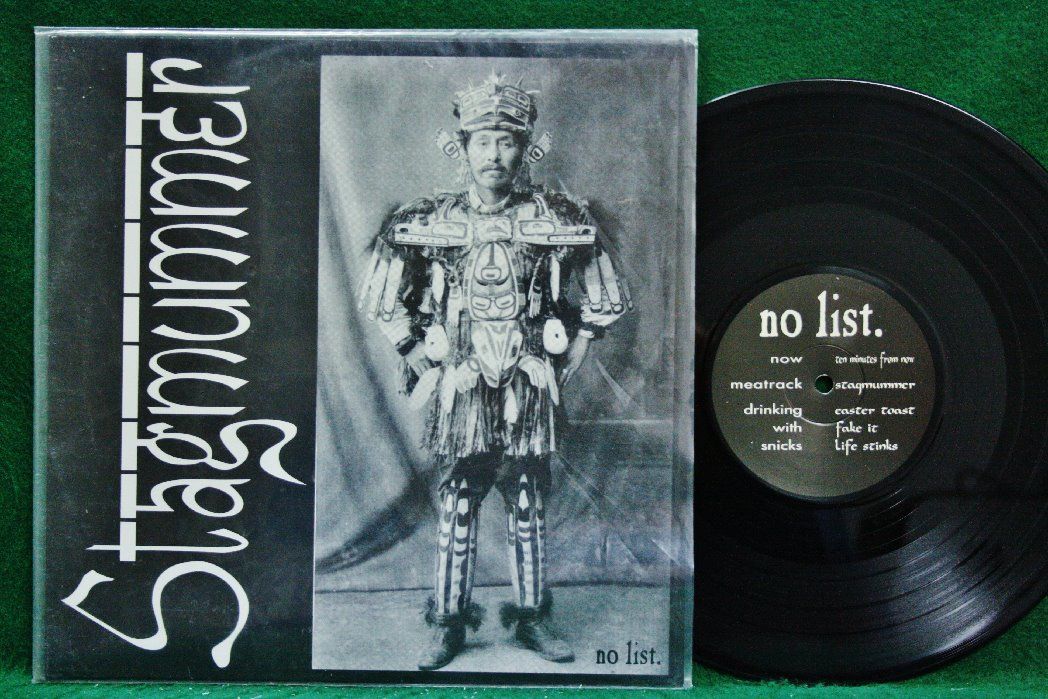 Stagmummer
no list.
no list.
now ten minutes from now
meatrack stagmummer
drinking easter toast
with fake it
snicks life stinks